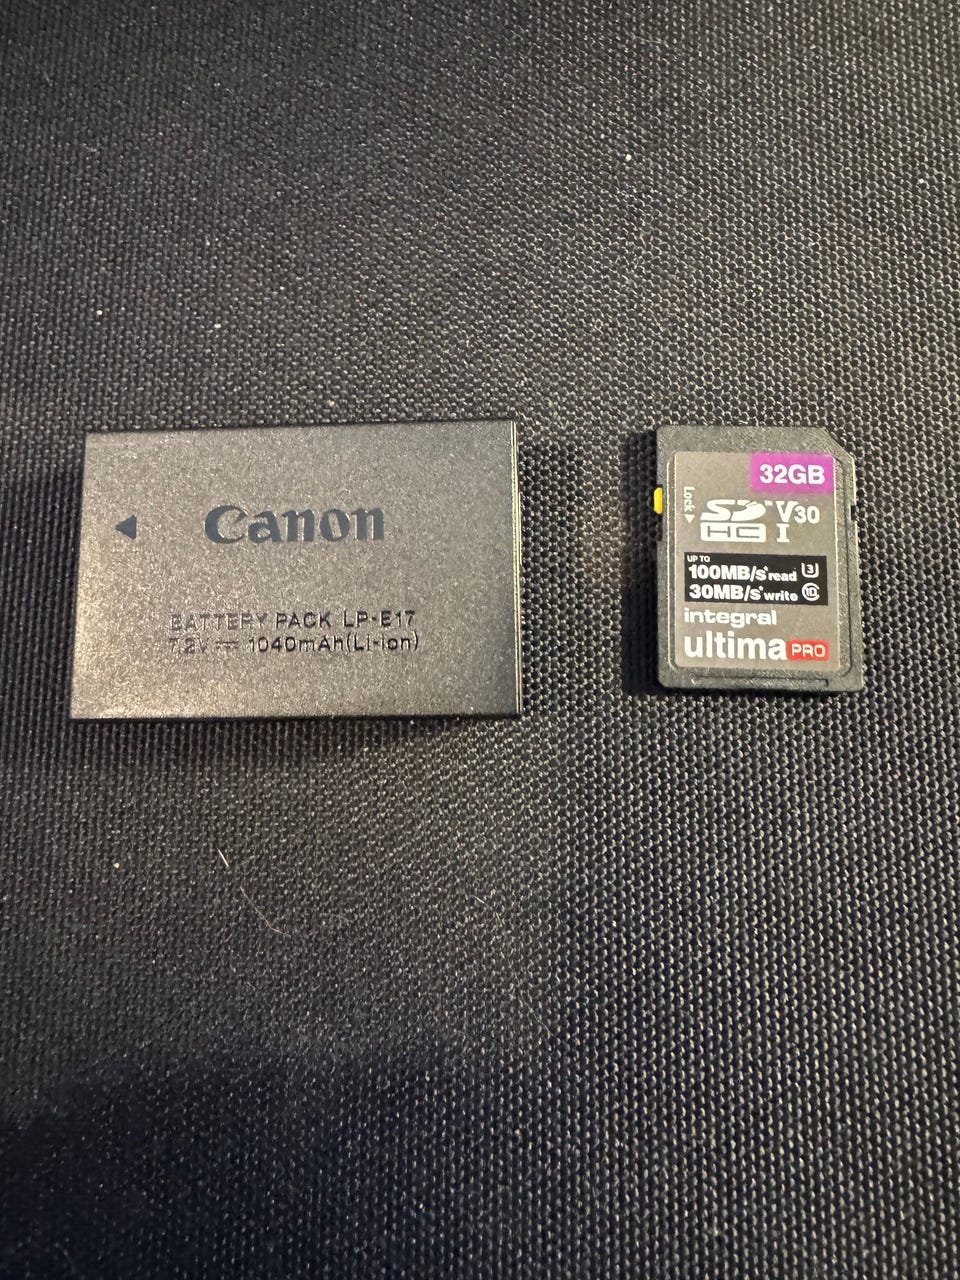 Canon
BATTERY PACK LP-E17
7.2V ⎓ 1040mAh(Li-ion)
32GB
Lock
SD HC V30 I
UP TO
100MB/s*read 3
30MB/s*write 10
integral
ultima PRO